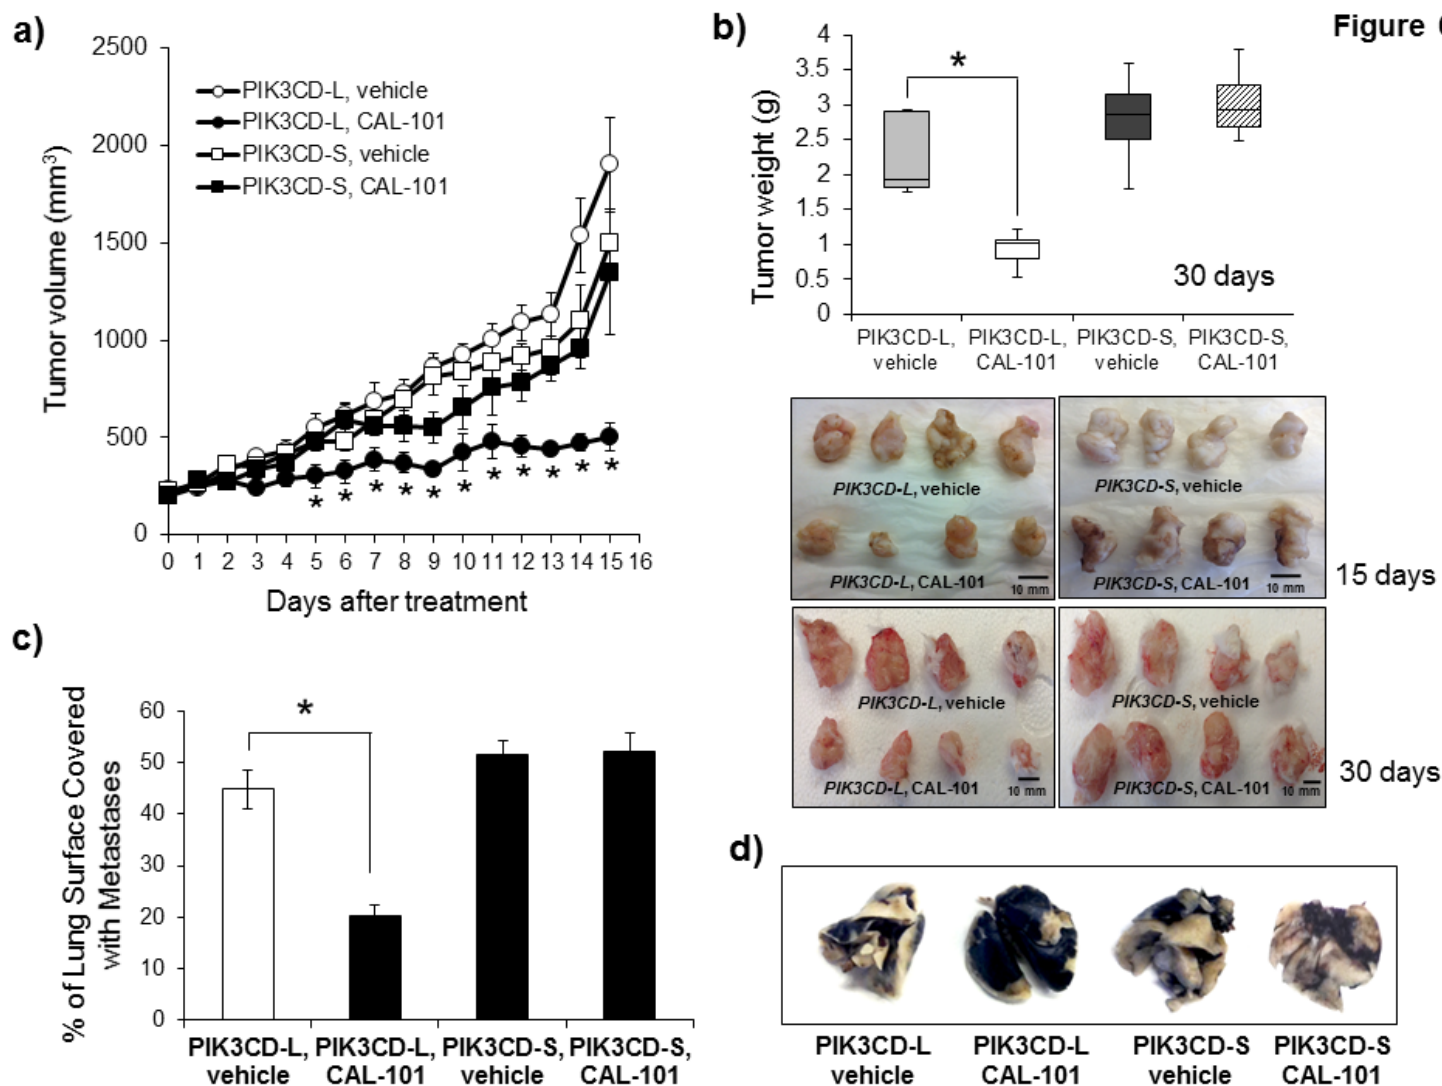 a)
2500
2000
1500
1000
500
0
Tumor volume (mm³)
PIK3CD-L, vehicle
PIK3CD-L, CAL-101
PIK3CD-S, vehicle
PIK3CD-S, CAL-101
* * * * * * * * * * *
0 1 2 3 4 5 6 7 8 9 10 11 12 13 14 15 16
Days after treatment
b)
Figure 6
4
3.5
3
2.5
2
1.5
1
0.5
0
Tumor weight (g)
*
30 days
PIK3CD-L, vehicle
PIK3CD-L, CAL-101
PIK3CD-S, vehicle
PIK3CD-S, CAL-101
PIK3CD-L, vehicle
PIK3CD-L, CAL-101
10 mm
PIK3CD-S, vehicle
PIK3CD-S, CAL-101
10 mm
15 days
PIK3CD-L, vehicle
PIK3CD-L, CAL-101
10 mm
PIK3CD-S, vehicle
PIK3CD-S, CAL-101
10 mm
30 days
c)
60
50
40
30
20
10
0
% of Lung Surface Covered
with Metastases
*
PIK3CD-L, vehicle
PIK3CD-L, CAL-101
PIK3CD-S, vehicle
PIK3CD-S, CAL-101
d)
PIK3CD-L vehicle
PIK3CD-L CAL-101
PIK3CD-S vehicle
PIK3CD-S CAL-101